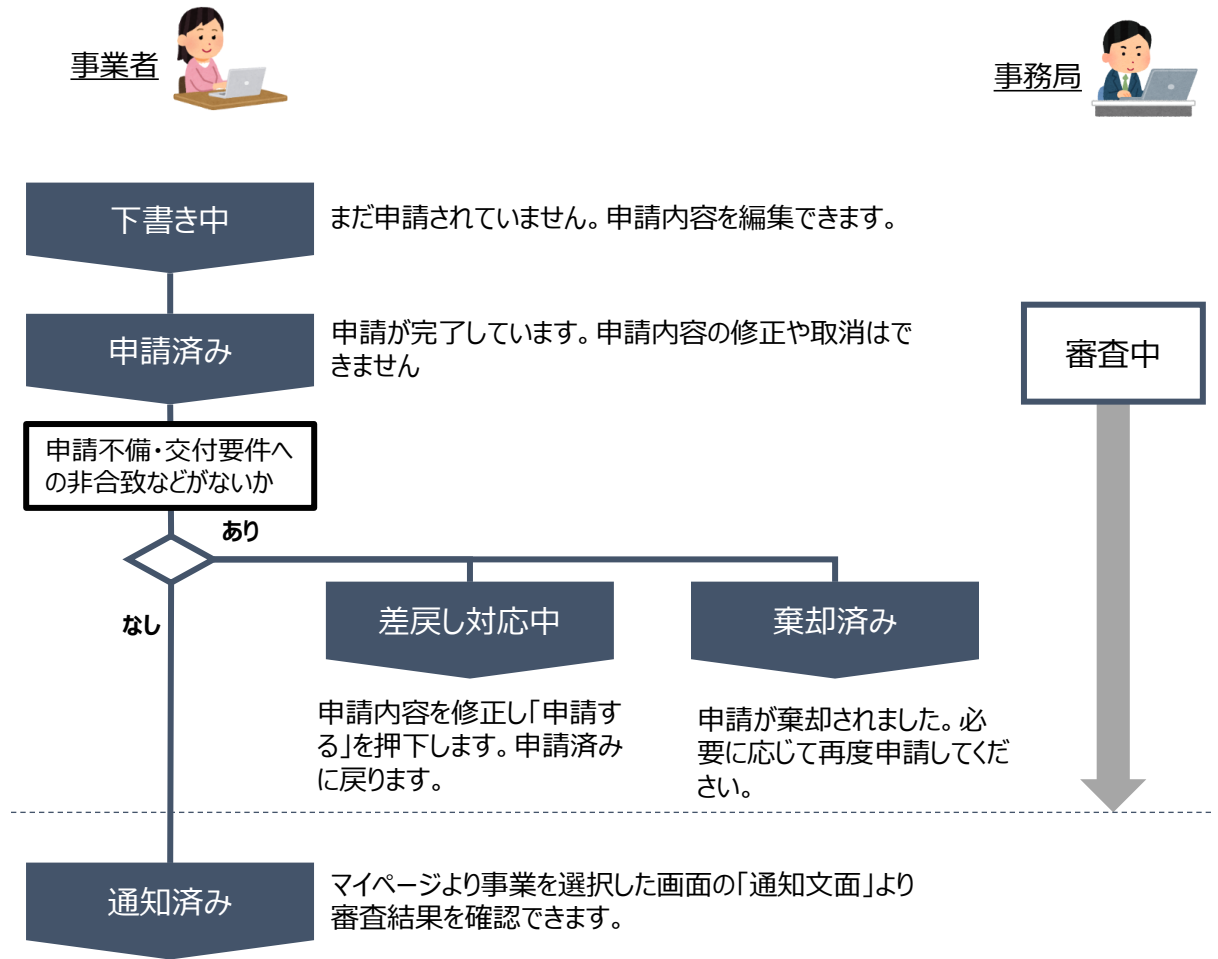 事業者
事務局
下書き中
まだ申請されていません。申請内容を編集できます。
申請済み
申請が完了しています。申請内容の修正や取消はで
きません
審査中
申請不備・交付要件へ
の非合致などがないか
あり
なし
差戻し対応中
棄却済み
申請内容を修正し「申請す
る」を押下します。申請済み
に戻ります。
申請が棄却されました。必
要に応じて再度申請してくだ
さい。
通知済み
マイページより事業を選択した画面の「通知文面」より
審査結果を確認できます。